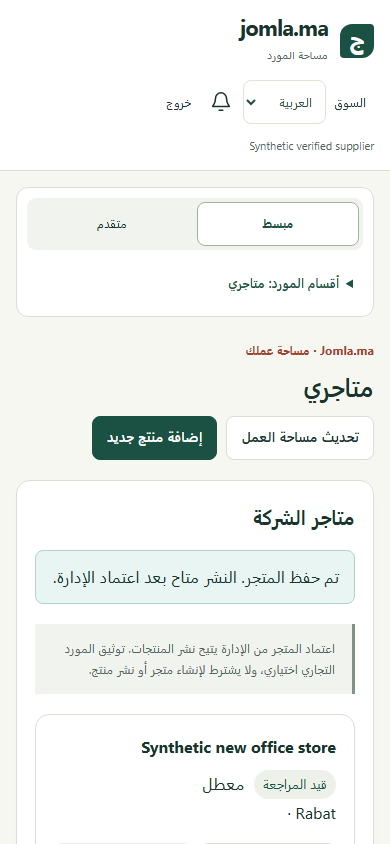 ج
jomla.ma
مساحة المورد
السوق
العربية
خروج
Synthetic verified supplier
مبسط
متقدم
◀ أقسام المورد: متاجري
Jomla.ma · مساحة عملك
متاجري
تحديث مساحة العمل
إضافة منتج جديد
متاجر الشركة
تم حفظ المتجر. النشر متاح بعد اعتماد الإدارة.
اعتماد المتجر من الإدارة يتيح نشر المنتجات. توثيق المورد
التجاري اختياري، ولا يشترط لإنشاء متجر أو نشر منتج.
Synthetic new office store
قيد المراجعة
معطل
Rabat ·